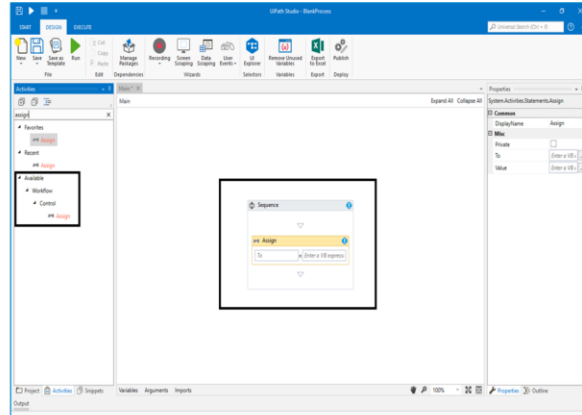 UiPath Studio - BlankProcess
START DESIGN EXECUTE
New Save Save as Template Run
Cut
Copy
Paste
Manage Packages
Recording Screen Scraping Data Scraping User Events
UI Explorer
Remove Unused Variables
Export to Excel
Publish
File Edit Dependencies Wizards Selectors Variables Export Deploy
Activities
assign
Favorites
Assign
Recent
Assign
Available
Workflow
Control
Assign
Main
Main
Expand All Collapse All
Sequence
Assign
To = Enter a VB express
Properties
System.Activities.Statements.Assign
Common
DisplayName Assign
Misc
Private
To Enter a VB
Value Enter a VB
Project Activities Snippets
Variables Arguments Imports
100%
Properties Outline
Output